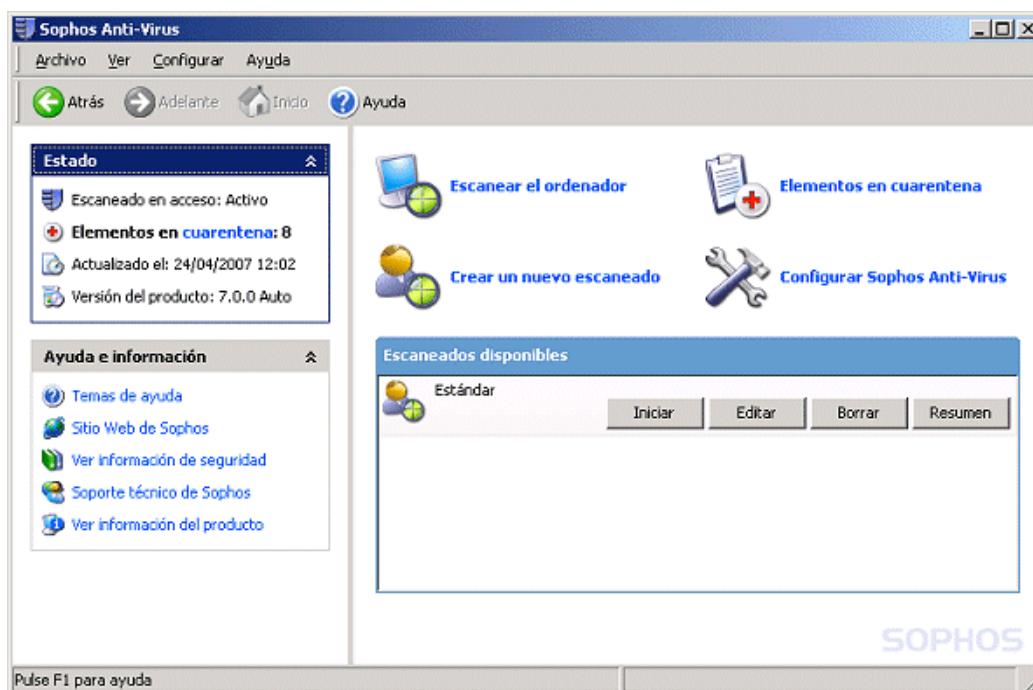 Sophos Anti-Virus
Archivo Ver Configurar Ayuda
Atrás Adelante Inicio Ayuda
Estado
Escaneado en acceso: Activo
Elementos en cuarentena: 8
Actualizado el: 24/04/2007 12:02
Versión del producto: 7.0.0 Auto
Ayuda e información
Temas de ayuda
Sitio Web de Sophos
Ver información de seguridad
Soporte técnico de Sophos
Ver información del producto
Escanear el ordenador
Elementos en cuarentena
Crear un nuevo escaneado
Configurar Sophos Anti-Virus
Escaneados disponibles
Estándar
Iniciar Editar Borrar Resumen
SOPHOS
Pulse F1 para ayuda